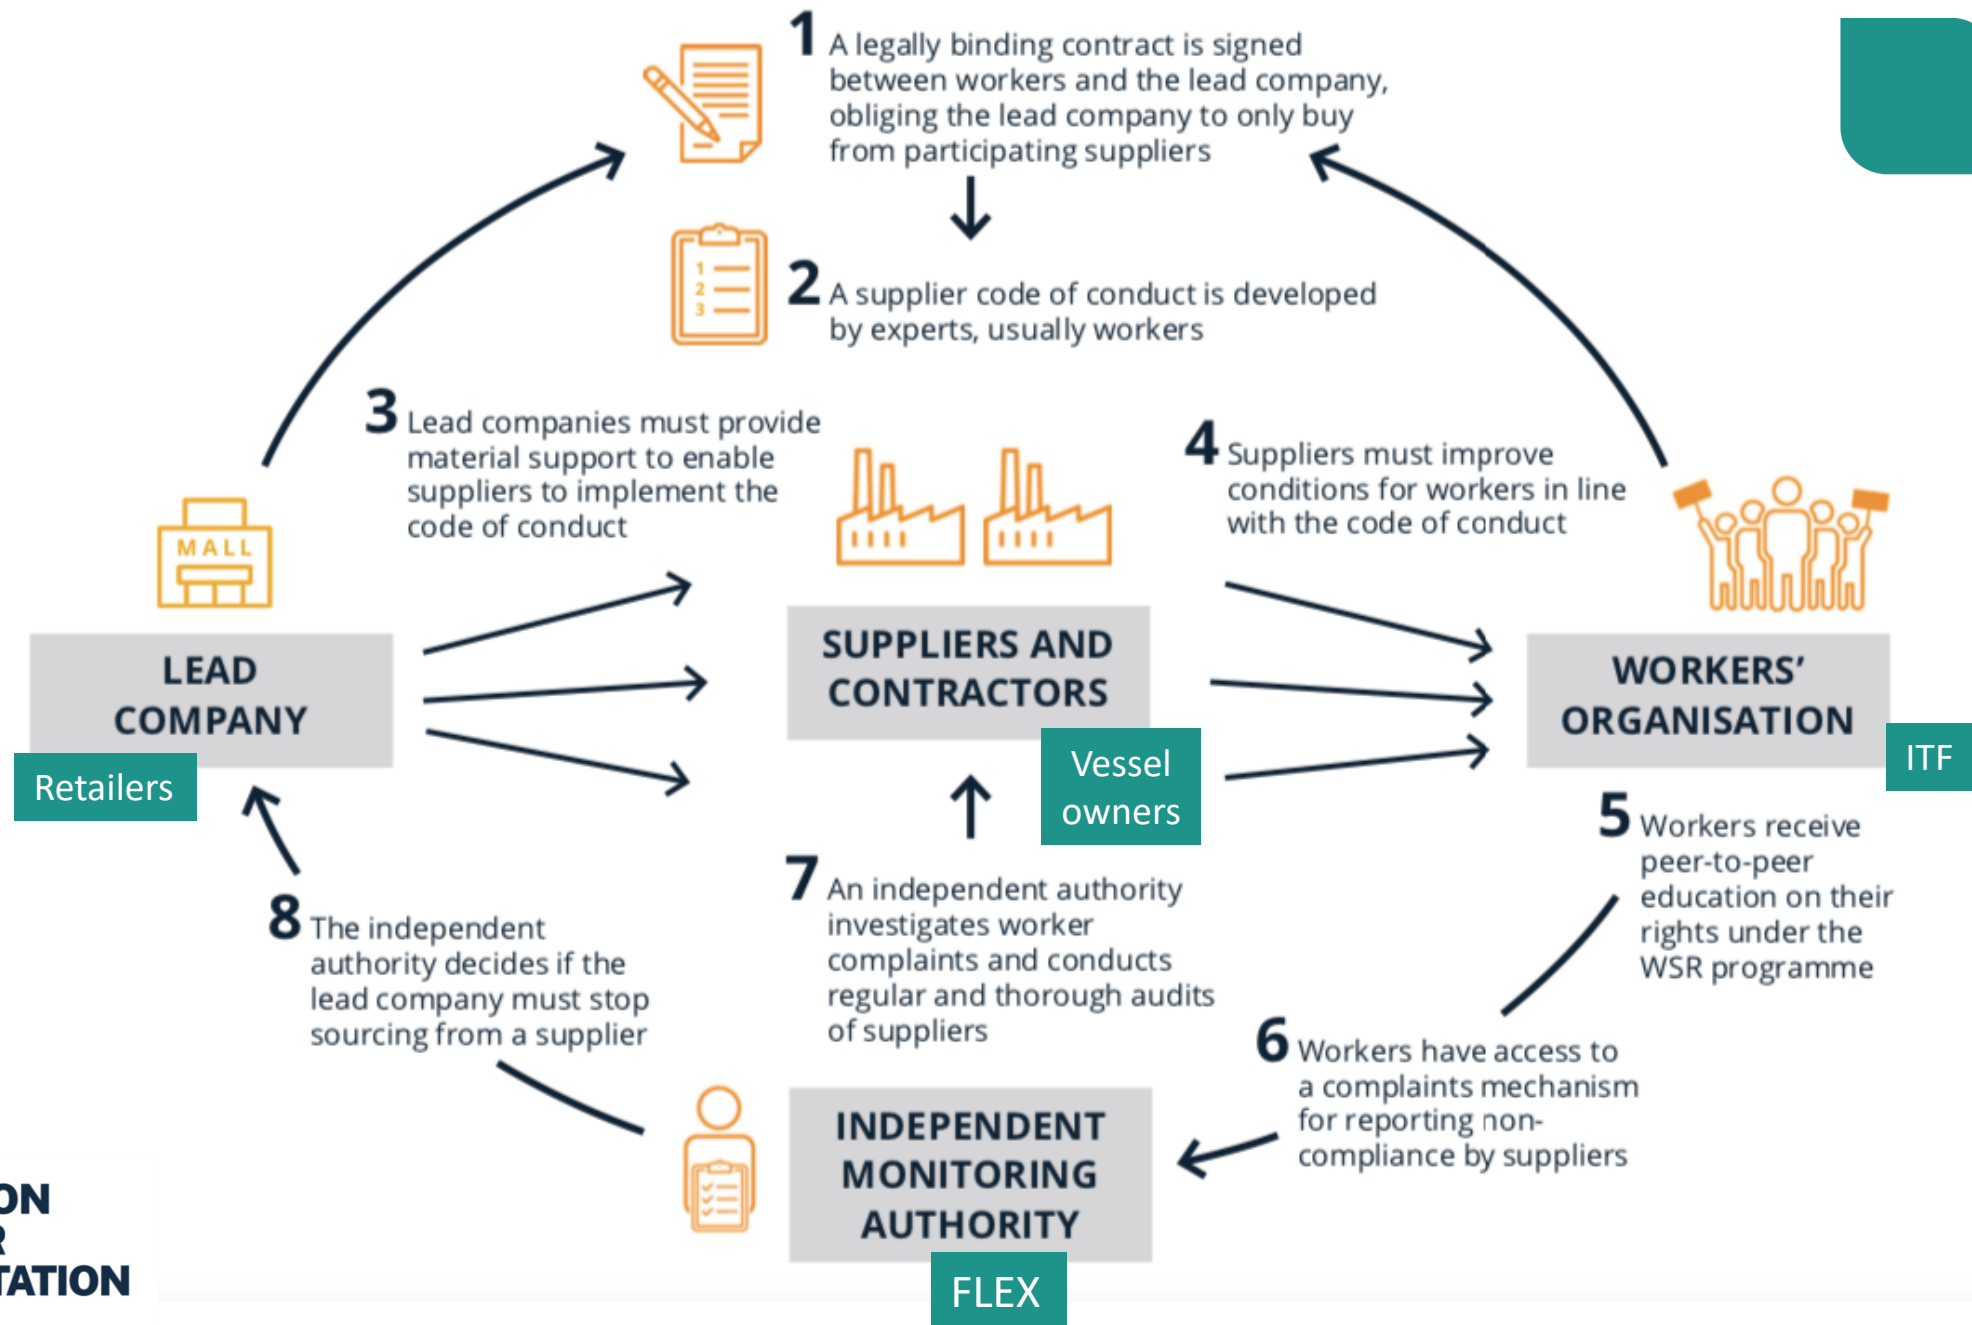 1
A legally binding contract is signed
between workers and the lead company,
obliging the lead company to only buy
from participating suppliers
1
2
3
2
A supplier code of conduct is developed
by experts, usually workers
3
Lead companies must provide
material support to enable
suppliers to implement the
code of conduct
4
Suppliers must improve
conditions for workers in line
with the code of conduct
MALL
LEAD
COMPANY
Retailers
SUPPLIERS AND
CONTRACTORS
Vessel
owners
WORKERS’
ORGANISATION
ITF
5
Workers receive
peer-to-peer
education on their
rights under the
WSR programme
6
Workers have access to
a complaints mechanism
for reporting non-
compliance by suppliers
7
An independent authority
investigates worker
complaints and conducts
regular and thorough audits
of suppliers
8
The independent
authority decides if the
lead company must stop
sourcing from a supplier
INDEPENDENT
MONITORING
AUTHORITY
FLEX
ON
R
TATION